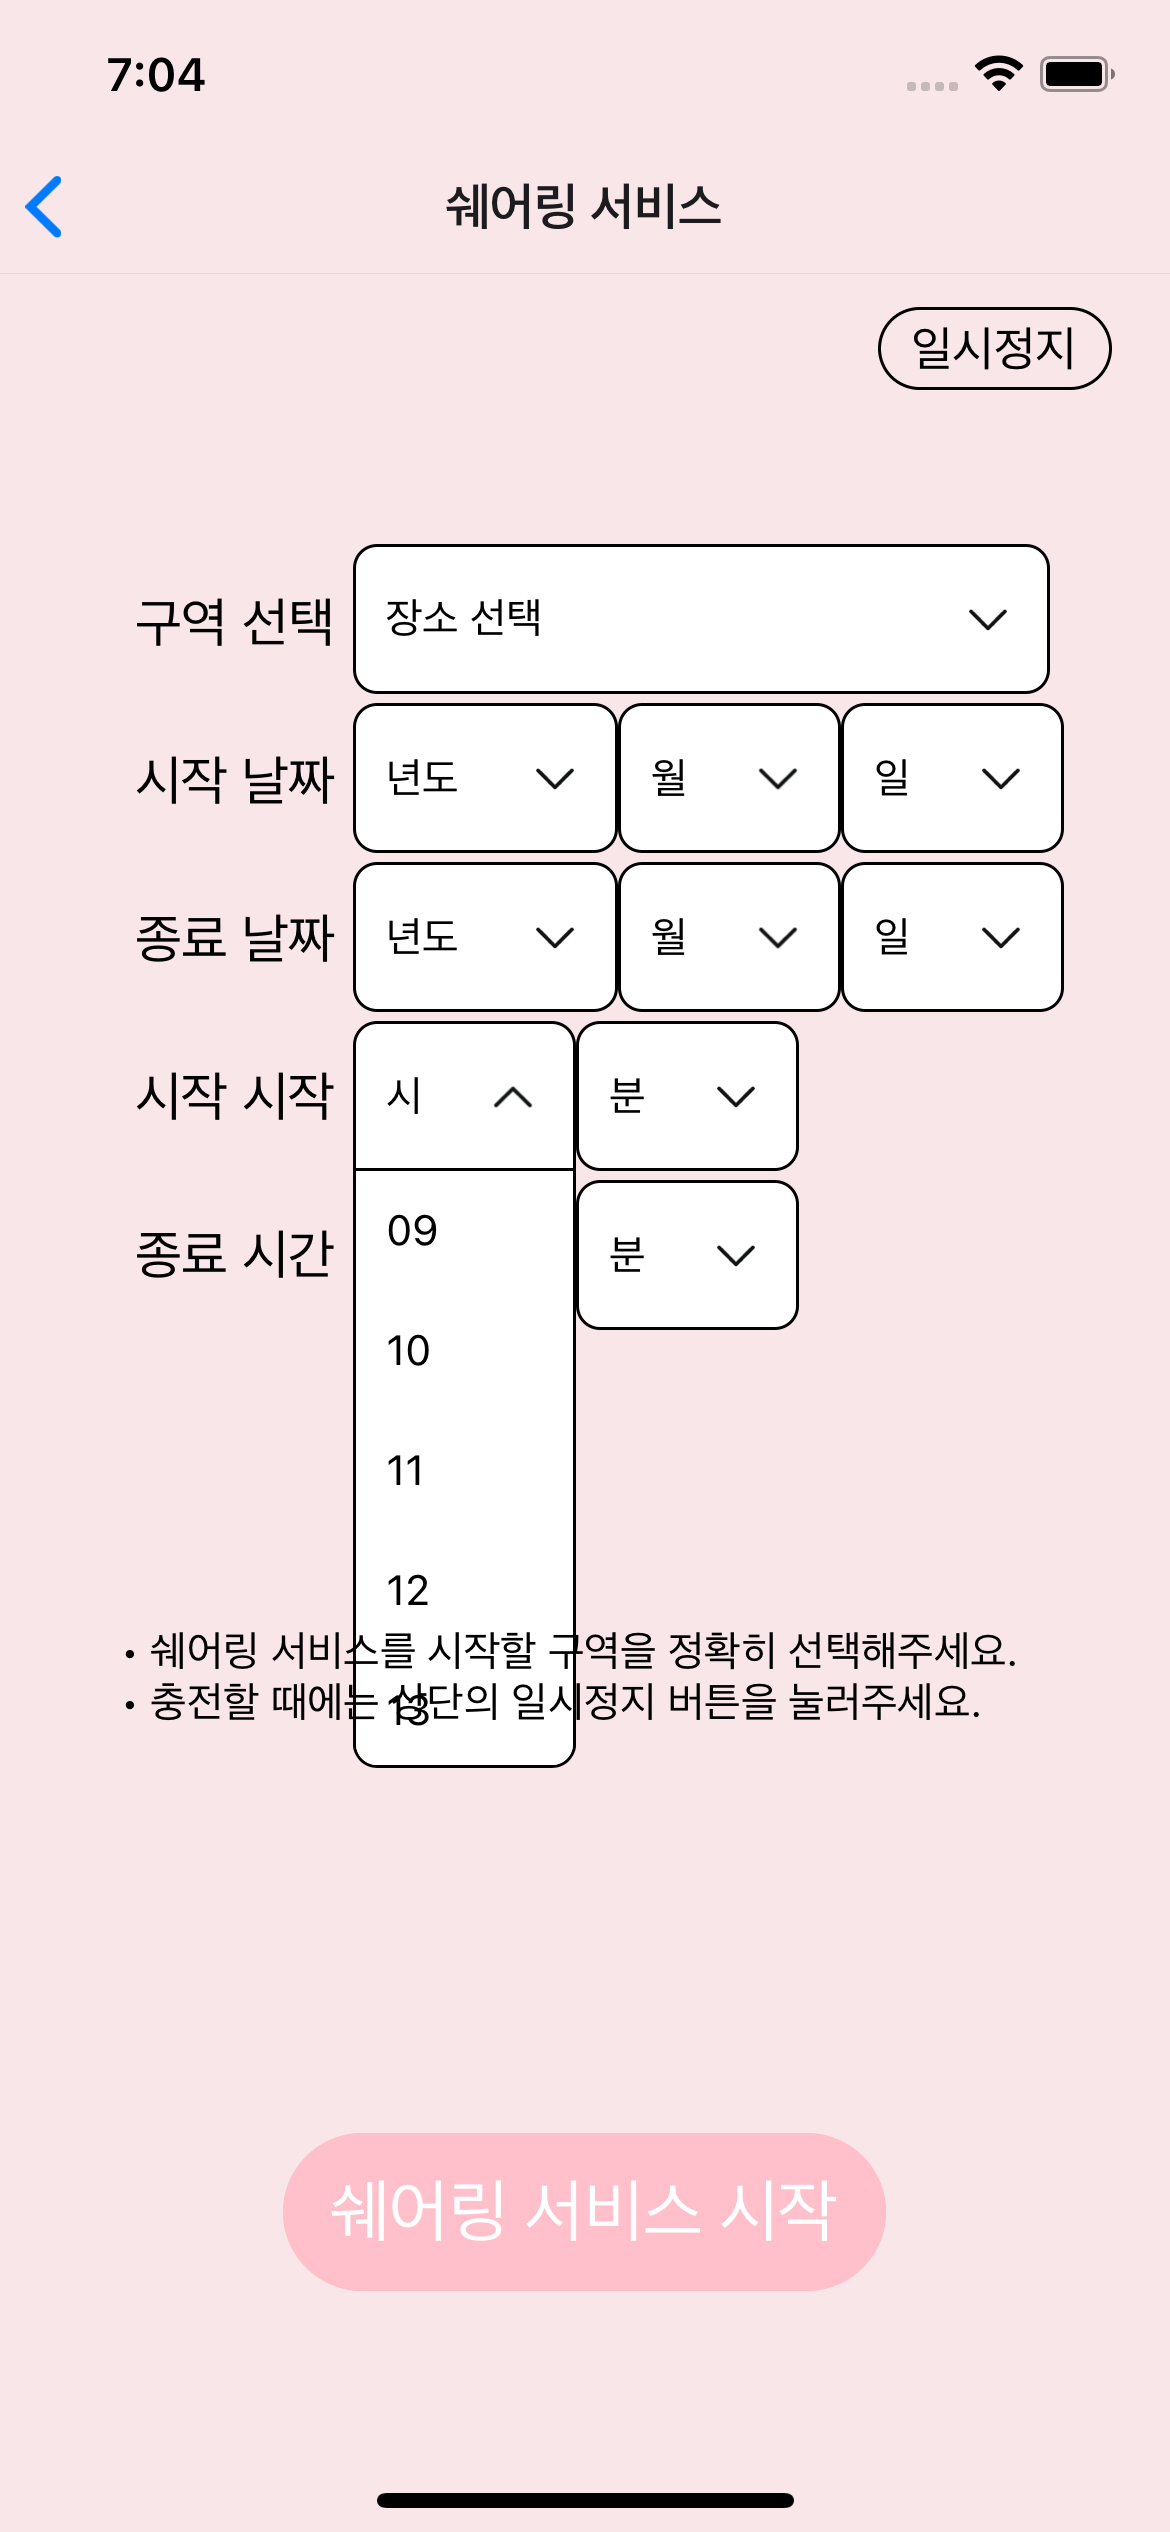 7:04
쉐어링 서비스
일시정지
구역 선택 장소 선택
시작 날짜 년도 월 일
종료 날짜 년도 월 일
시작 시작 시 분
종료 시간 분
09
10
11
12
• 쉐어링 서비스를 시작할 구역을 정확히 선택해주세요.
• 충전할 때에는 상단의 일시정지 버튼을 눌러주세요.
13
쉐어링 서비스 시작